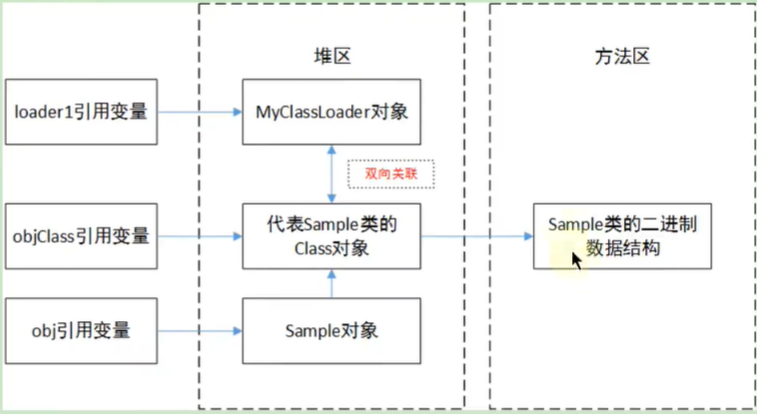 堆区
方法区
loader1引用变量
MyClassLoader对象
双向关联
objClass引用变量
代表Sample类的
Class对象
Sample类的二进制
数据结构
obj引用变量
Sample对象